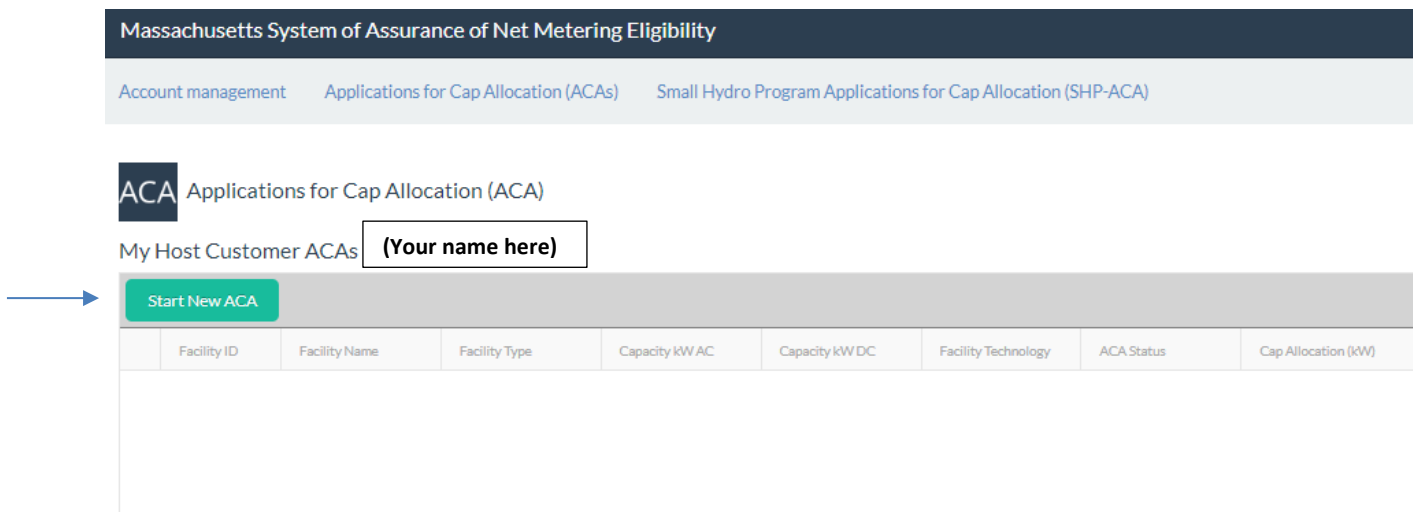 Massachusetts System of Assurance of Net Metering Eligibility
Account management Applications for Cap Allocation (ACAs) Small Hydro Program Applications for Cap Allocation (SHP-ACA)
ACA Applications for Cap Allocation (ACA)
My Host Customer ACAs (Your name here)
Start New ACA
Facility ID Facility Name Facility Type Capacity kW AC Capacity kW DC Facility Technology ACA Status Cap Allocation (kW)